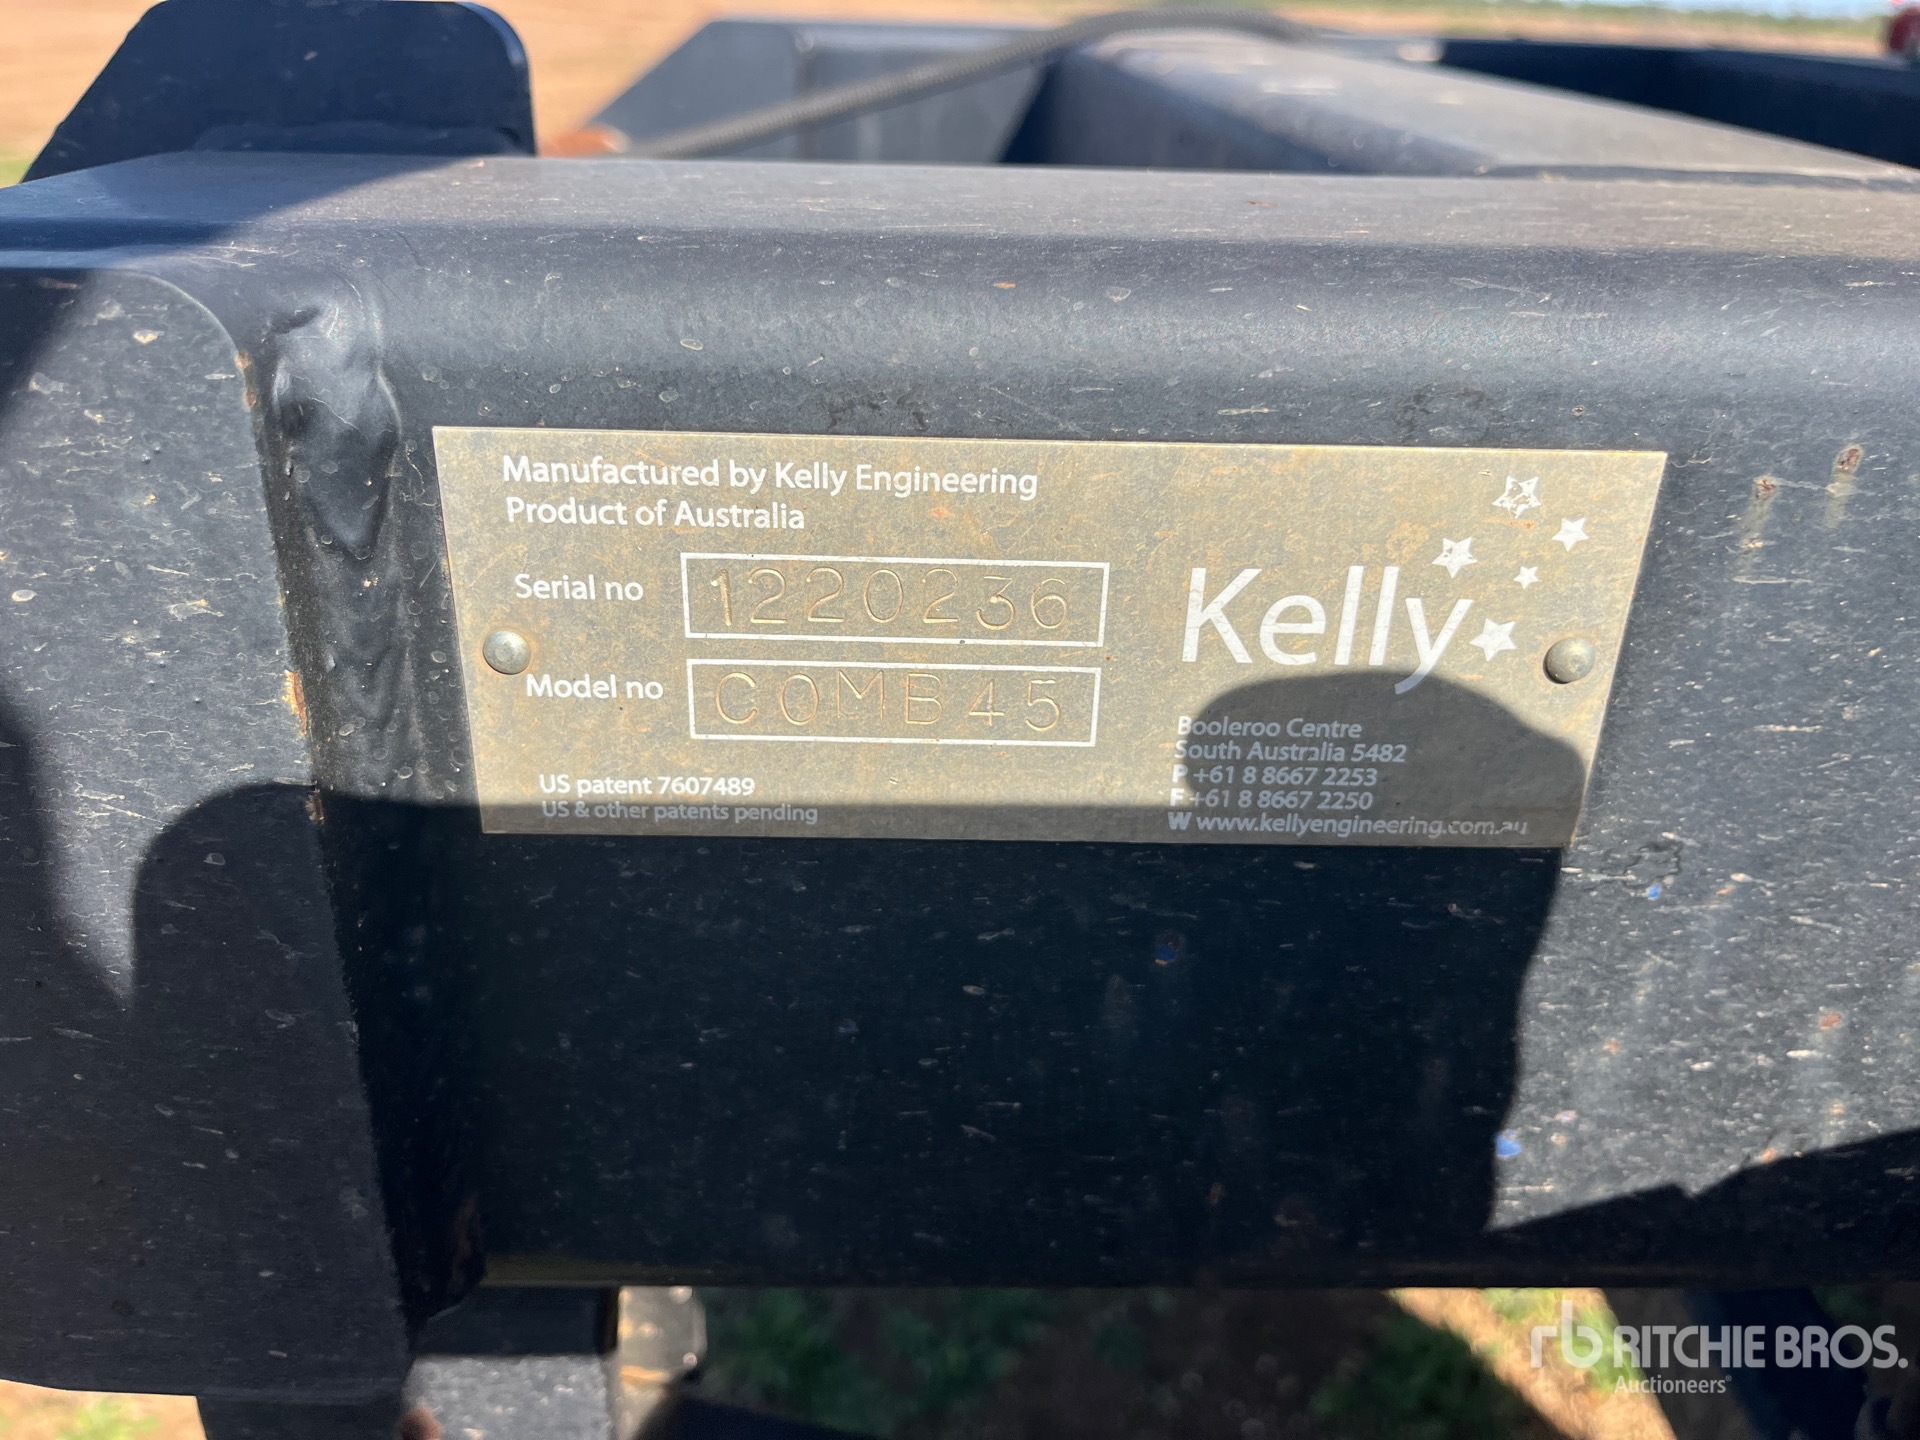 Manufactured by Kelly Engineering
Product of Australia
Serial no 1220236
Model no COMB45
US patent 7607489
US & other patents pending
Kelly
Booleroo Centre
South Australia 5482
P +61 8 8667 2253
F +61 8 8667 2250
W www.kellyengineering.com.au
rb RITCHIE BROS.
Auctioneers